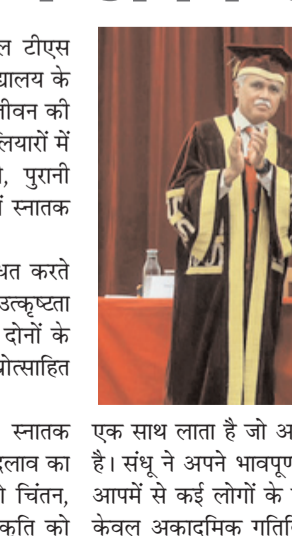 ल टीएस
द्यालय के
जीवन की
लियारों में
पुरानी
स्नातक
करते
उत्कृष्टता
दोनों के
प्रोत्साहित
स्नातक
दलाव का
चिंतन,
कृति को
एक साथ लाता है जो अ
है। संधू ने अपने भावपूण
आपमें से कई लोगों के
केवल अकादमिक गतिवि